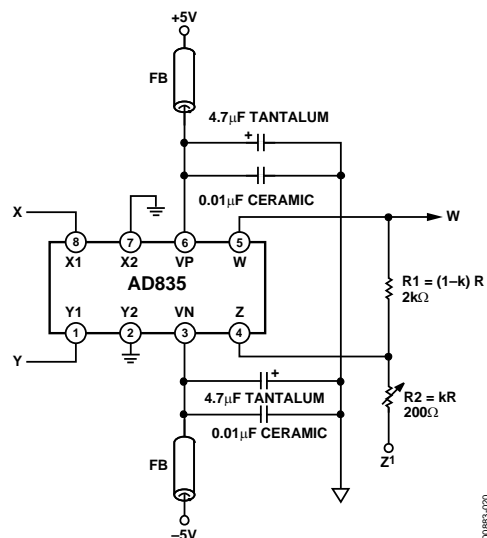 +5V
FB
4.7µF TANTALUM
+
0.01µF CERAMIC
X
W
8
7
6
5
X1
X2
VP
W
R1 = (1–k) R
2kΩ
AD835
Y1
Y2
VN
Z
1
2
3
4
Y
+
4.7µF TANTALUM
R2 = kR
200Ω
0.01µF CERAMIC
Z1
FB
–5V
00883-020